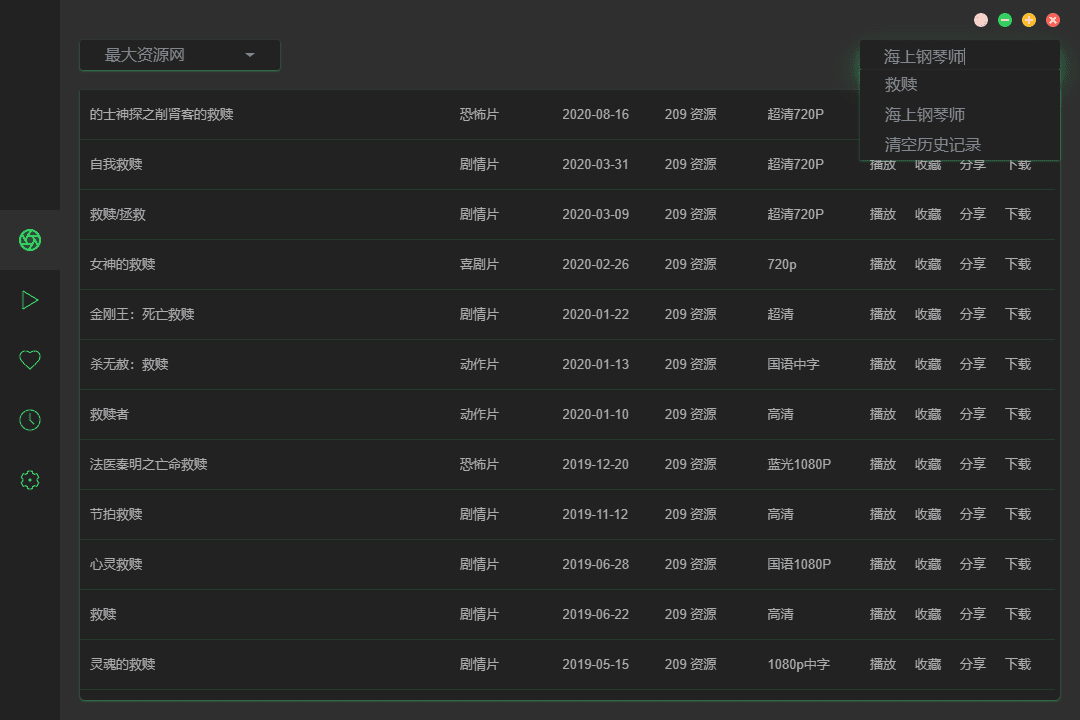 最大资源网
海上钢琴师
救赎
海上钢琴师
清空历史记录
的士神探之削肾客的救赎 恐怖片 2020-08-16 209 资源 超清720P
自我救赎 剧情片 2020-03-31 209 资源 超清720P 播放 收藏 分享 下载
救赎/拯救 剧情片 2020-03-09 209 资源 超清720P 播放 收藏 分享 下载
女神的救赎 喜剧片 2020-02-26 209 资源 720p 播放 收藏 分享 下载
金刚王：死亡救赎 剧情片 2020-01-22 209 资源 超清 播放 收藏 分享 下载
杀无赦：救赎 动作片 2020-01-13 209 资源 国语中字 播放 收藏 分享 下载
救赎者 动作片 2020-01-10 209 资源 高清 播放 收藏 分享 下载
法医秦明之亡命救赎 恐怖片 2019-12-20 209 资源 蓝光1080P 播放 收藏 分享 下载
节拍救赎 剧情片 2019-11-12 209 资源 高清 播放 收藏 分享 下载
心灵救赎 剧情片 2019-06-28 209 资源 国语1080P 播放 收藏 分享 下载
救赎 剧情片 2019-06-22 209 资源 高清 播放 收藏 分享 下载
灵魂的救赎 剧情片 2019-05-15 209 资源 1080p中字 播放 收藏 分享 下载